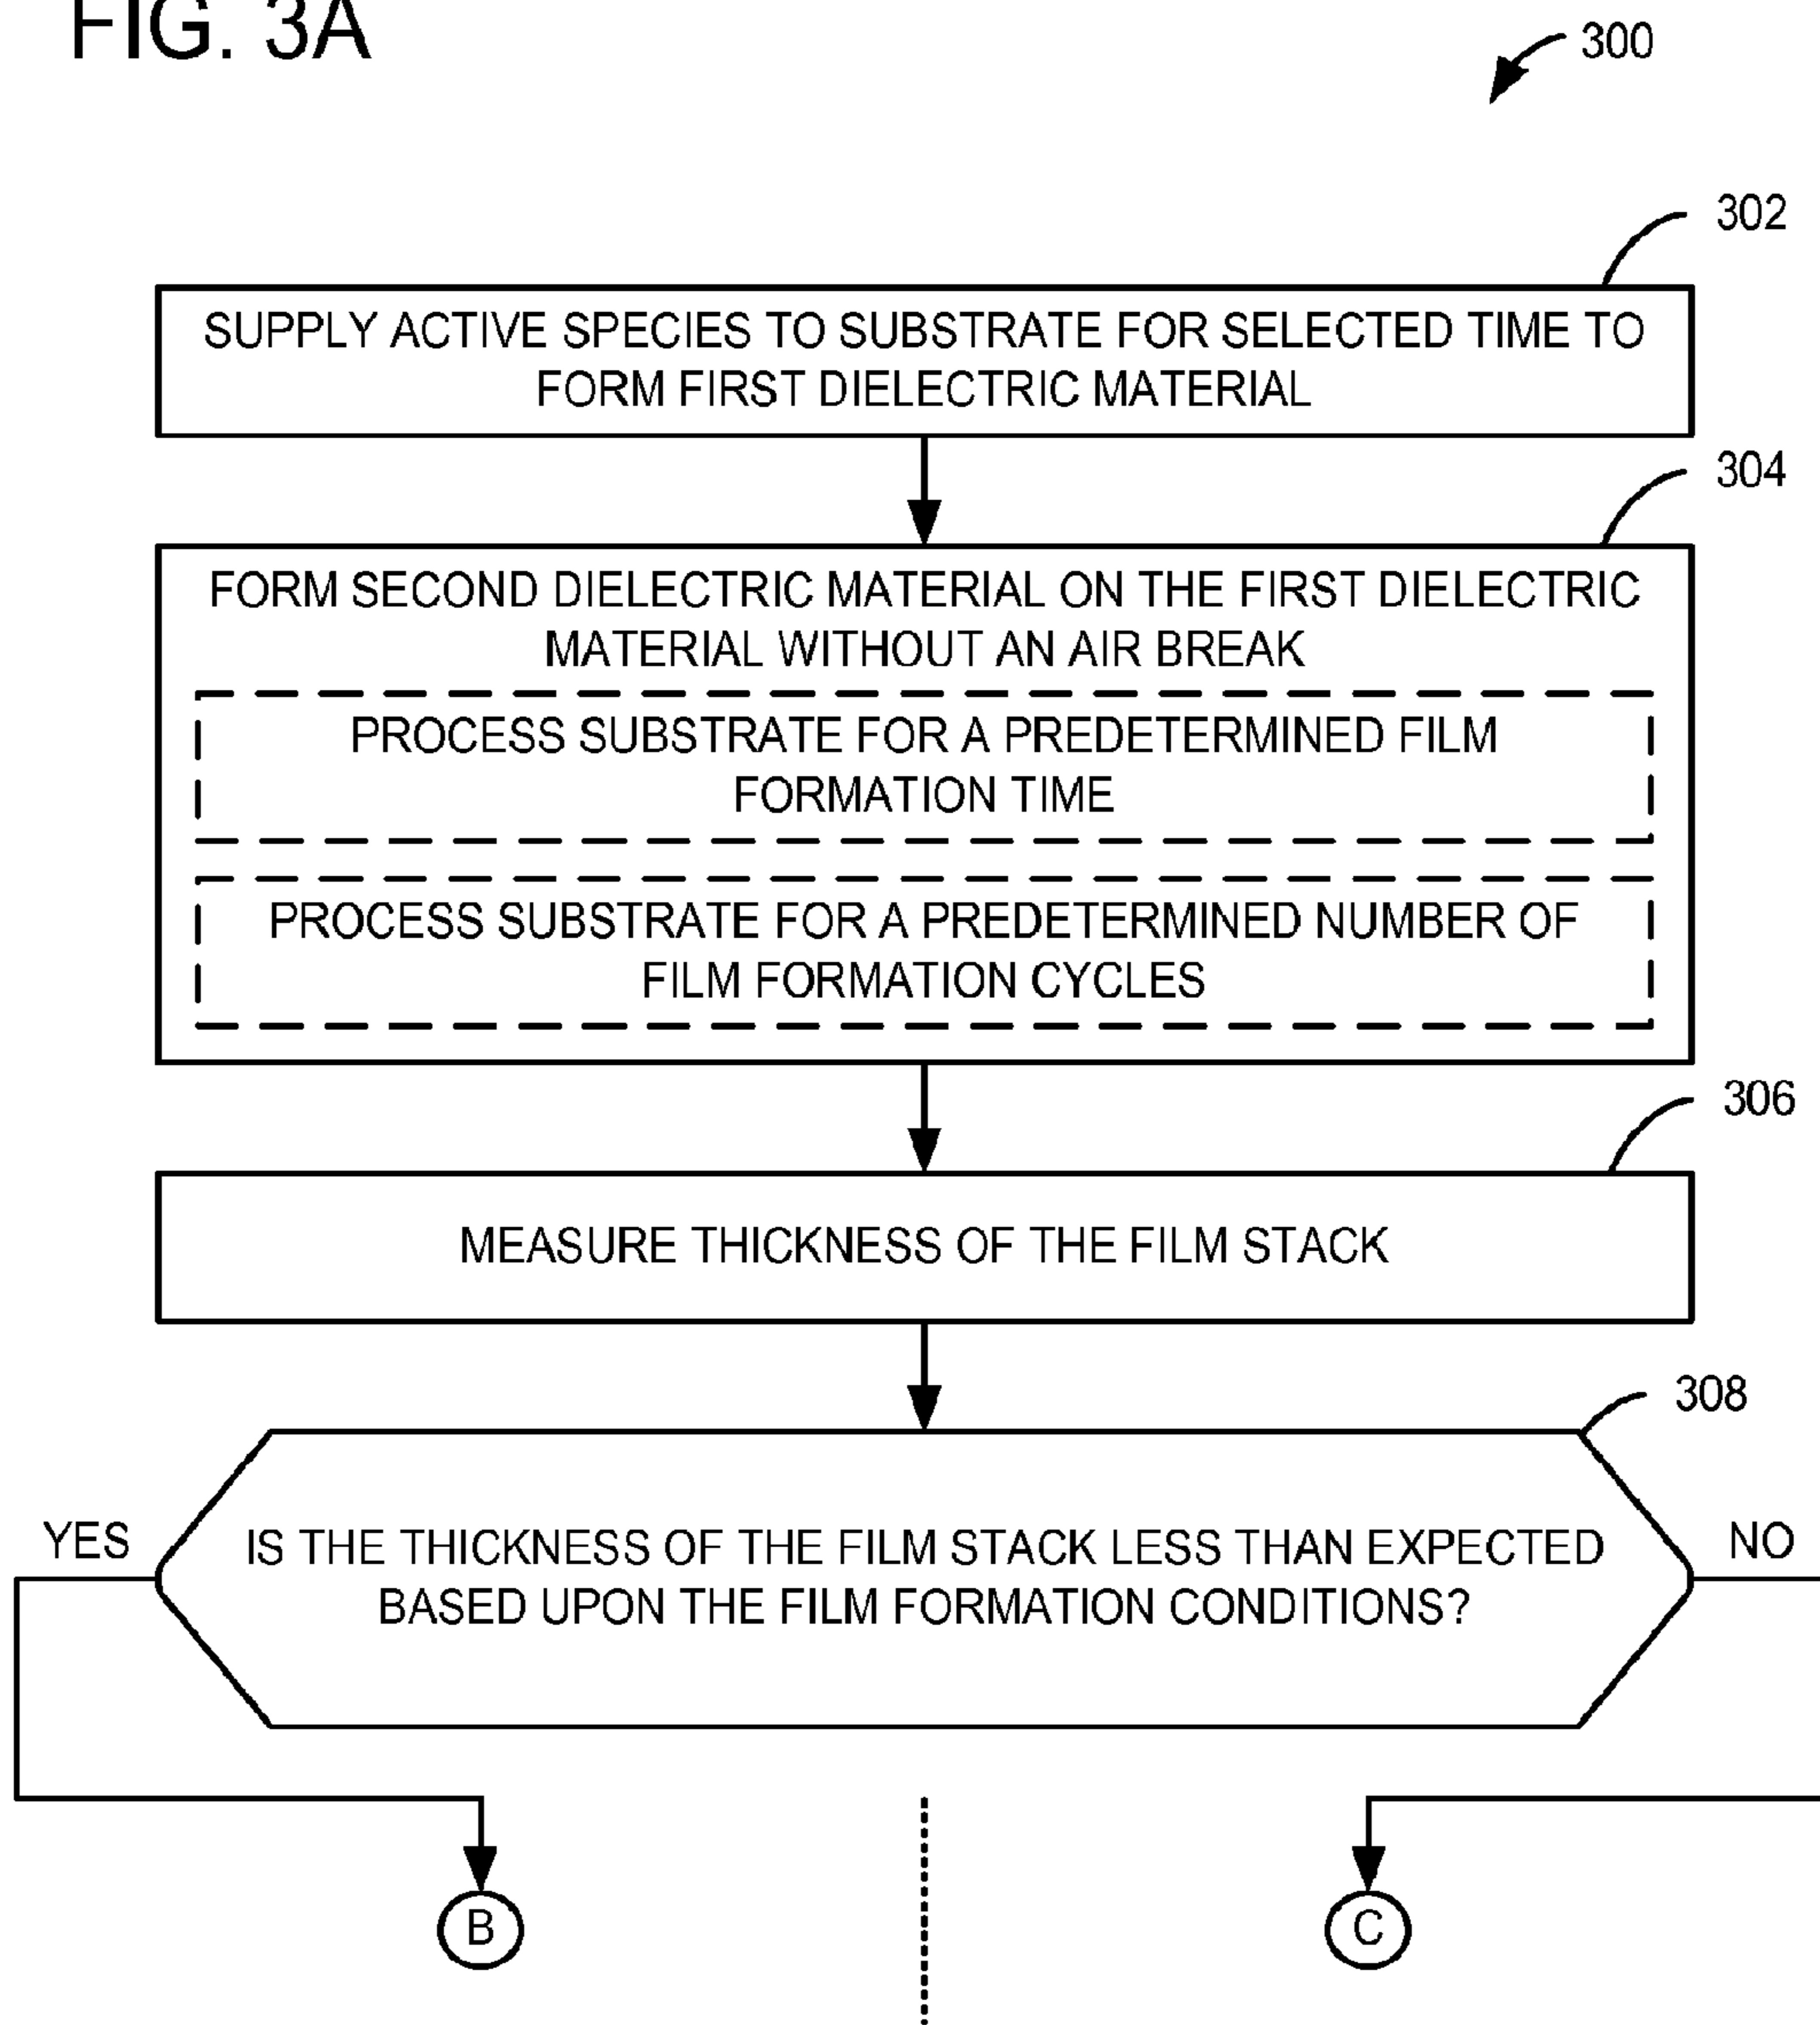 FIG. 3A
300
302
SUPPLY ACTIVE SPECIES TO SUBSTRATE FOR SELECTED TIME TO
FORM FIRST DIELECTRIC MATERIAL
304
FORM SECOND DIELECTRIC MATERIAL ON THE FIRST DIELECTRIC
MATERIAL WITHOUT AN AIR BREAK
PROCESS SUBSTRATE FOR A PREDETERMINED FILM
FORMATION TIME
PROCESS SUBSTRATE FOR A PREDETERMINED NUMBER OF
FILM FORMATION CYCLES
306
MEASURE THICKNESS OF THE FILM STACK
308
YES
IS THE THICKNESS OF THE FILM STACK LESS THAN EXPECTED
BASED UPON THE FILM FORMATION CONDITIONS?
NO
B
C